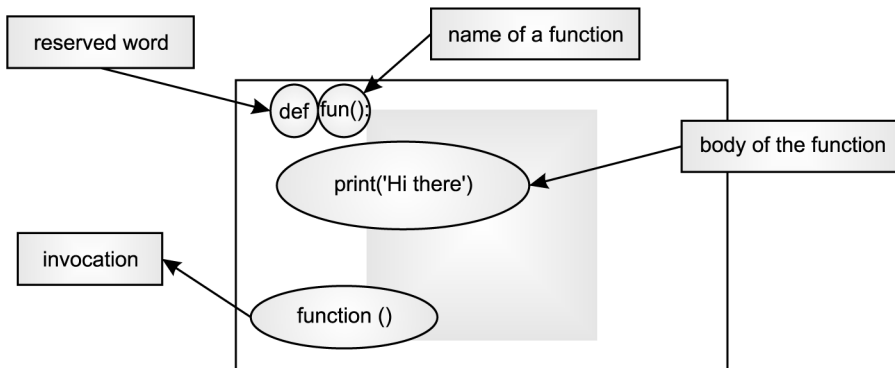 reserved word
name of a function
def fun():
body of the function
print('Hi there')
invocation
function ()